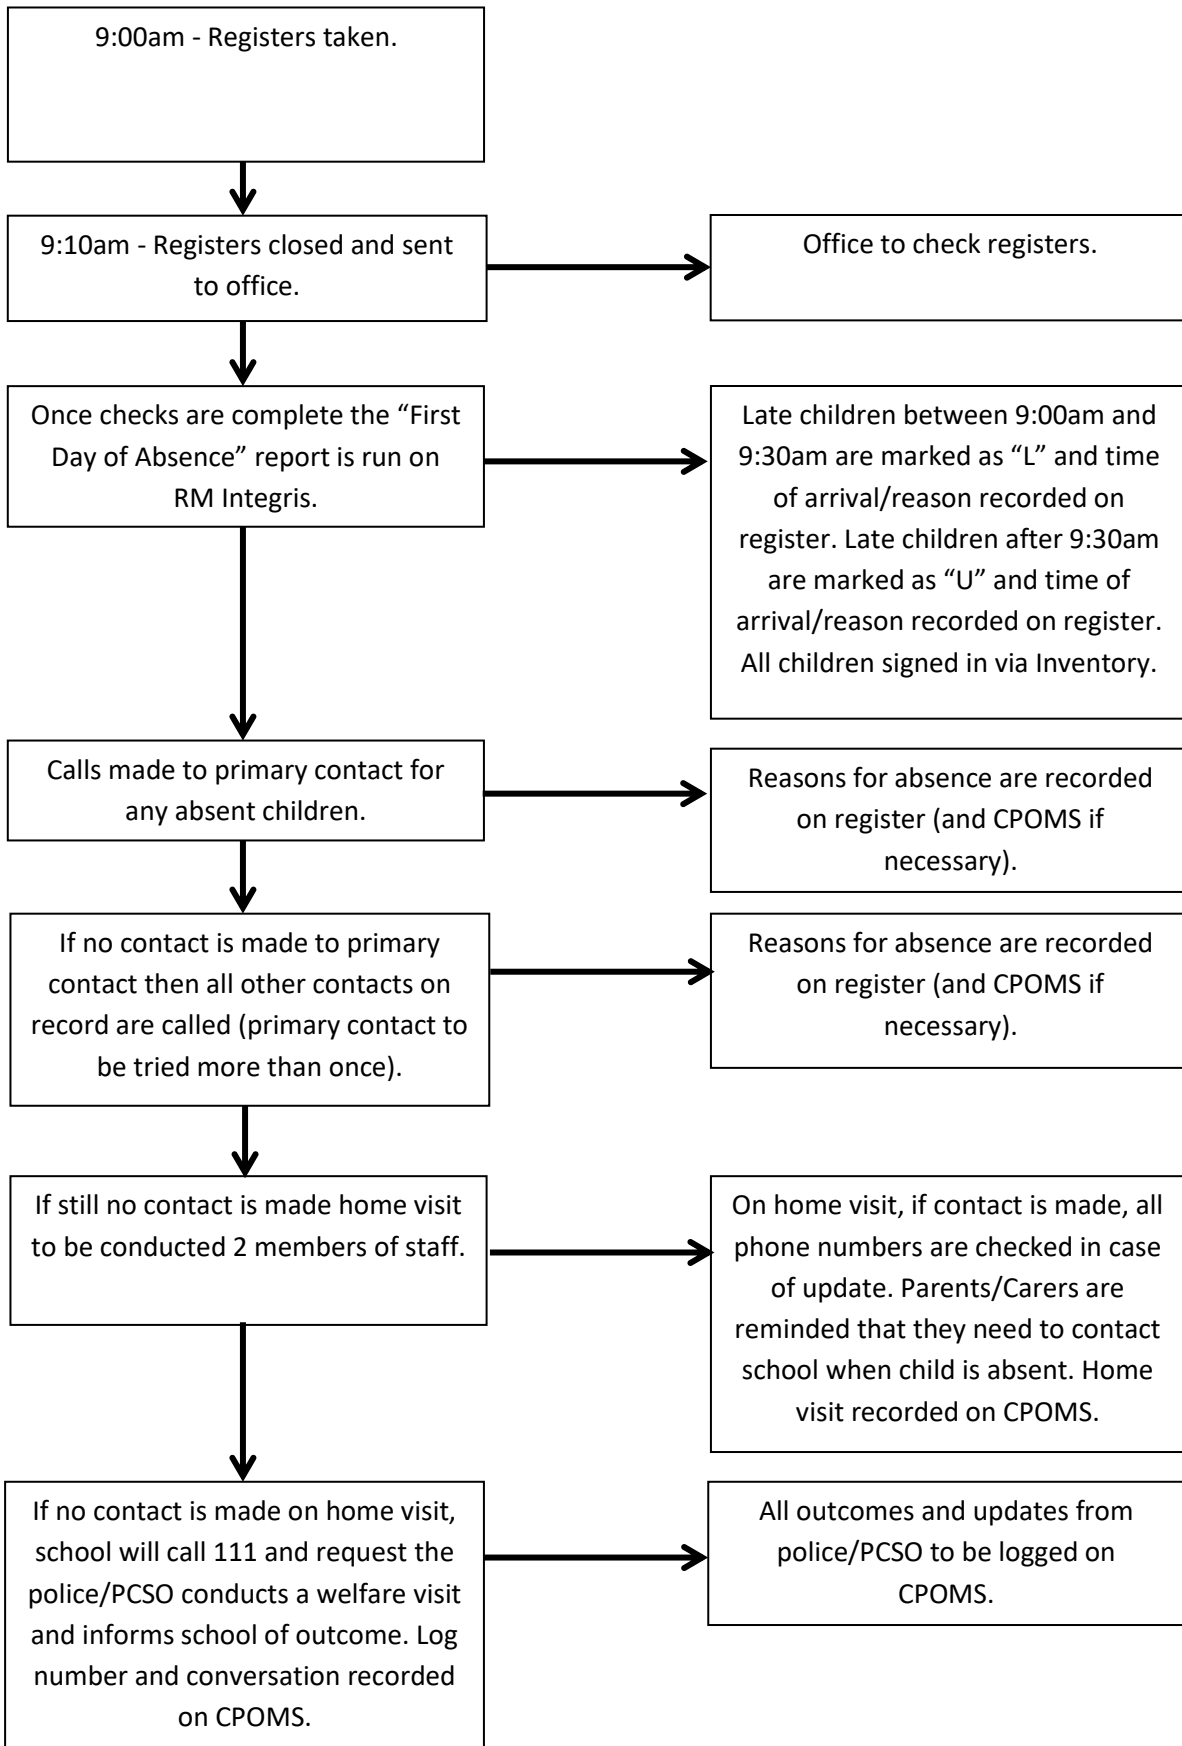 9:00am - Registers taken.
9:10am - Registers closed and sent
to office.
Office to check registers.
Once checks are complete the “First
Day of Absence” report is run on
RM Integris.
Late children between 9:00am and
9:30am are marked as “L” and time
of arrival/reason recorded on
register. Late children after 9:30am
are marked as “U” and time of
arrival/reason recorded on register.
All children signed in via Inventory.
Calls made to primary contact for
any absent children.
Reasons for absence are recorded
on register (and CPOMS if
necessary).
If no contact is made to primary
contact then all other contacts on
record are called (primary contact to
be tried more than once).
Reasons for absence are recorded
on register (and CPOMS if
necessary).
If still no contact is made home visit
to be conducted 2 members of staff.
On home visit, if contact is made, all
phone numbers are checked in case
of update. Parents/Carers are
reminded that they need to contact
school when child is absent. Home
visit recorded on CPOMS.
If no contact is made on home visit,
school will call 111 and request the
police/PCSO conducts a welfare visit
and informs school of outcome. Log
number and conversation recorded
on CPOMS.
All outcomes and updates from
police/PCSO to be logged on
CPOMS.